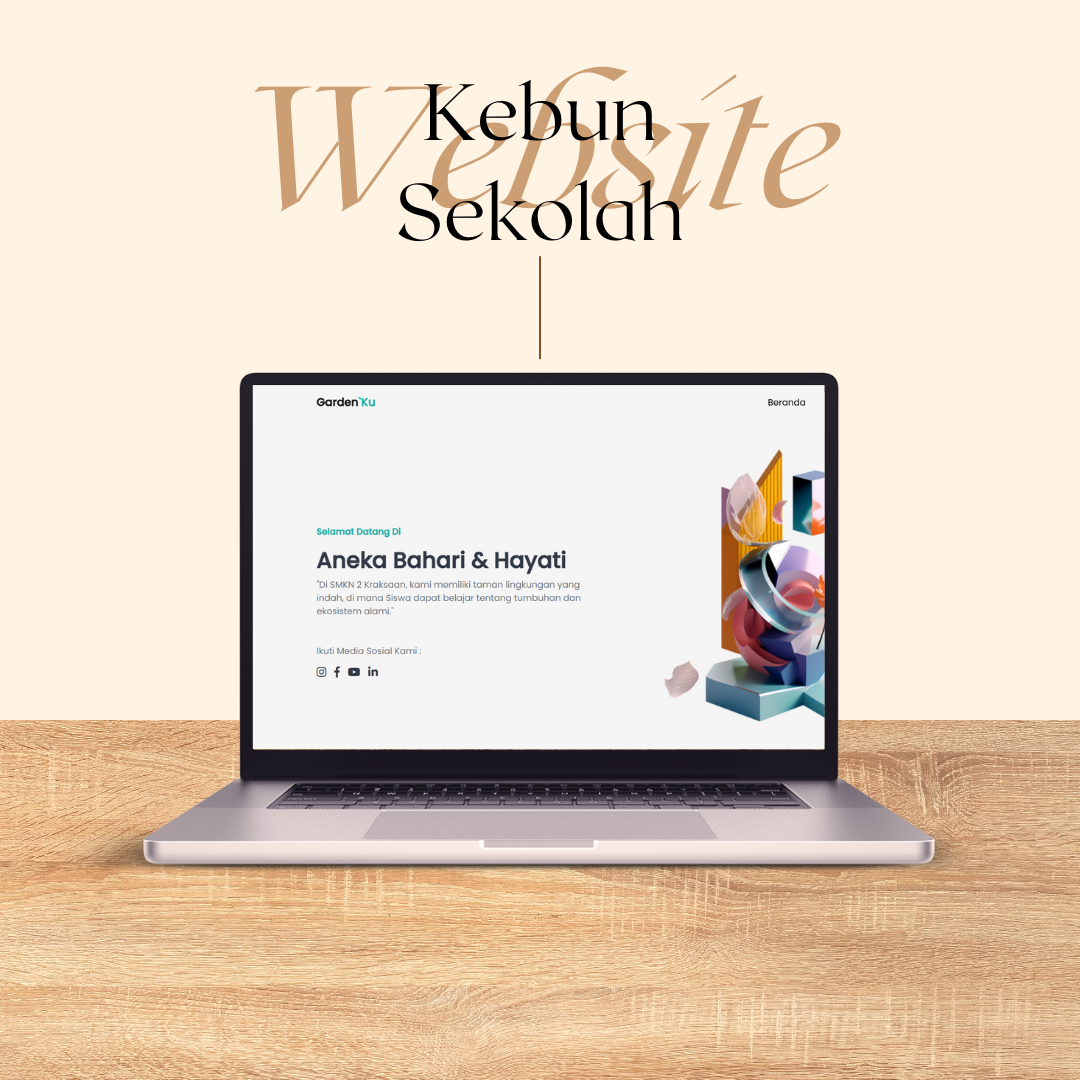 Website
Kebun
Sekolah
Garden`Ku
Beranda
Selamat Datang Di
Aneka Bahari & Hayati
"Di SMKN 2 Kraksaan, kami memiliki taman lingkungan yang
indah, di mana Siswa dapat belajar tentang tumbuhan dan
ekosistem alami."
Ikuti Media Sosial Kami :